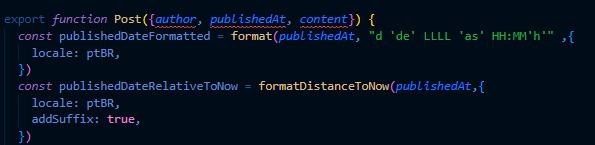 export function Post({author, publishedAt, content}) {
  const publishedDateFormatted = format(publishedAt, "d 'de' LLLL 'as' HH:MM'h'" ,{
    locale: ptBR,
  })
  const publishedDateRelativeToNow = formatDistanceToNow(publishedAt,{
    locale: ptBR,
    addSuffix: true,
  })